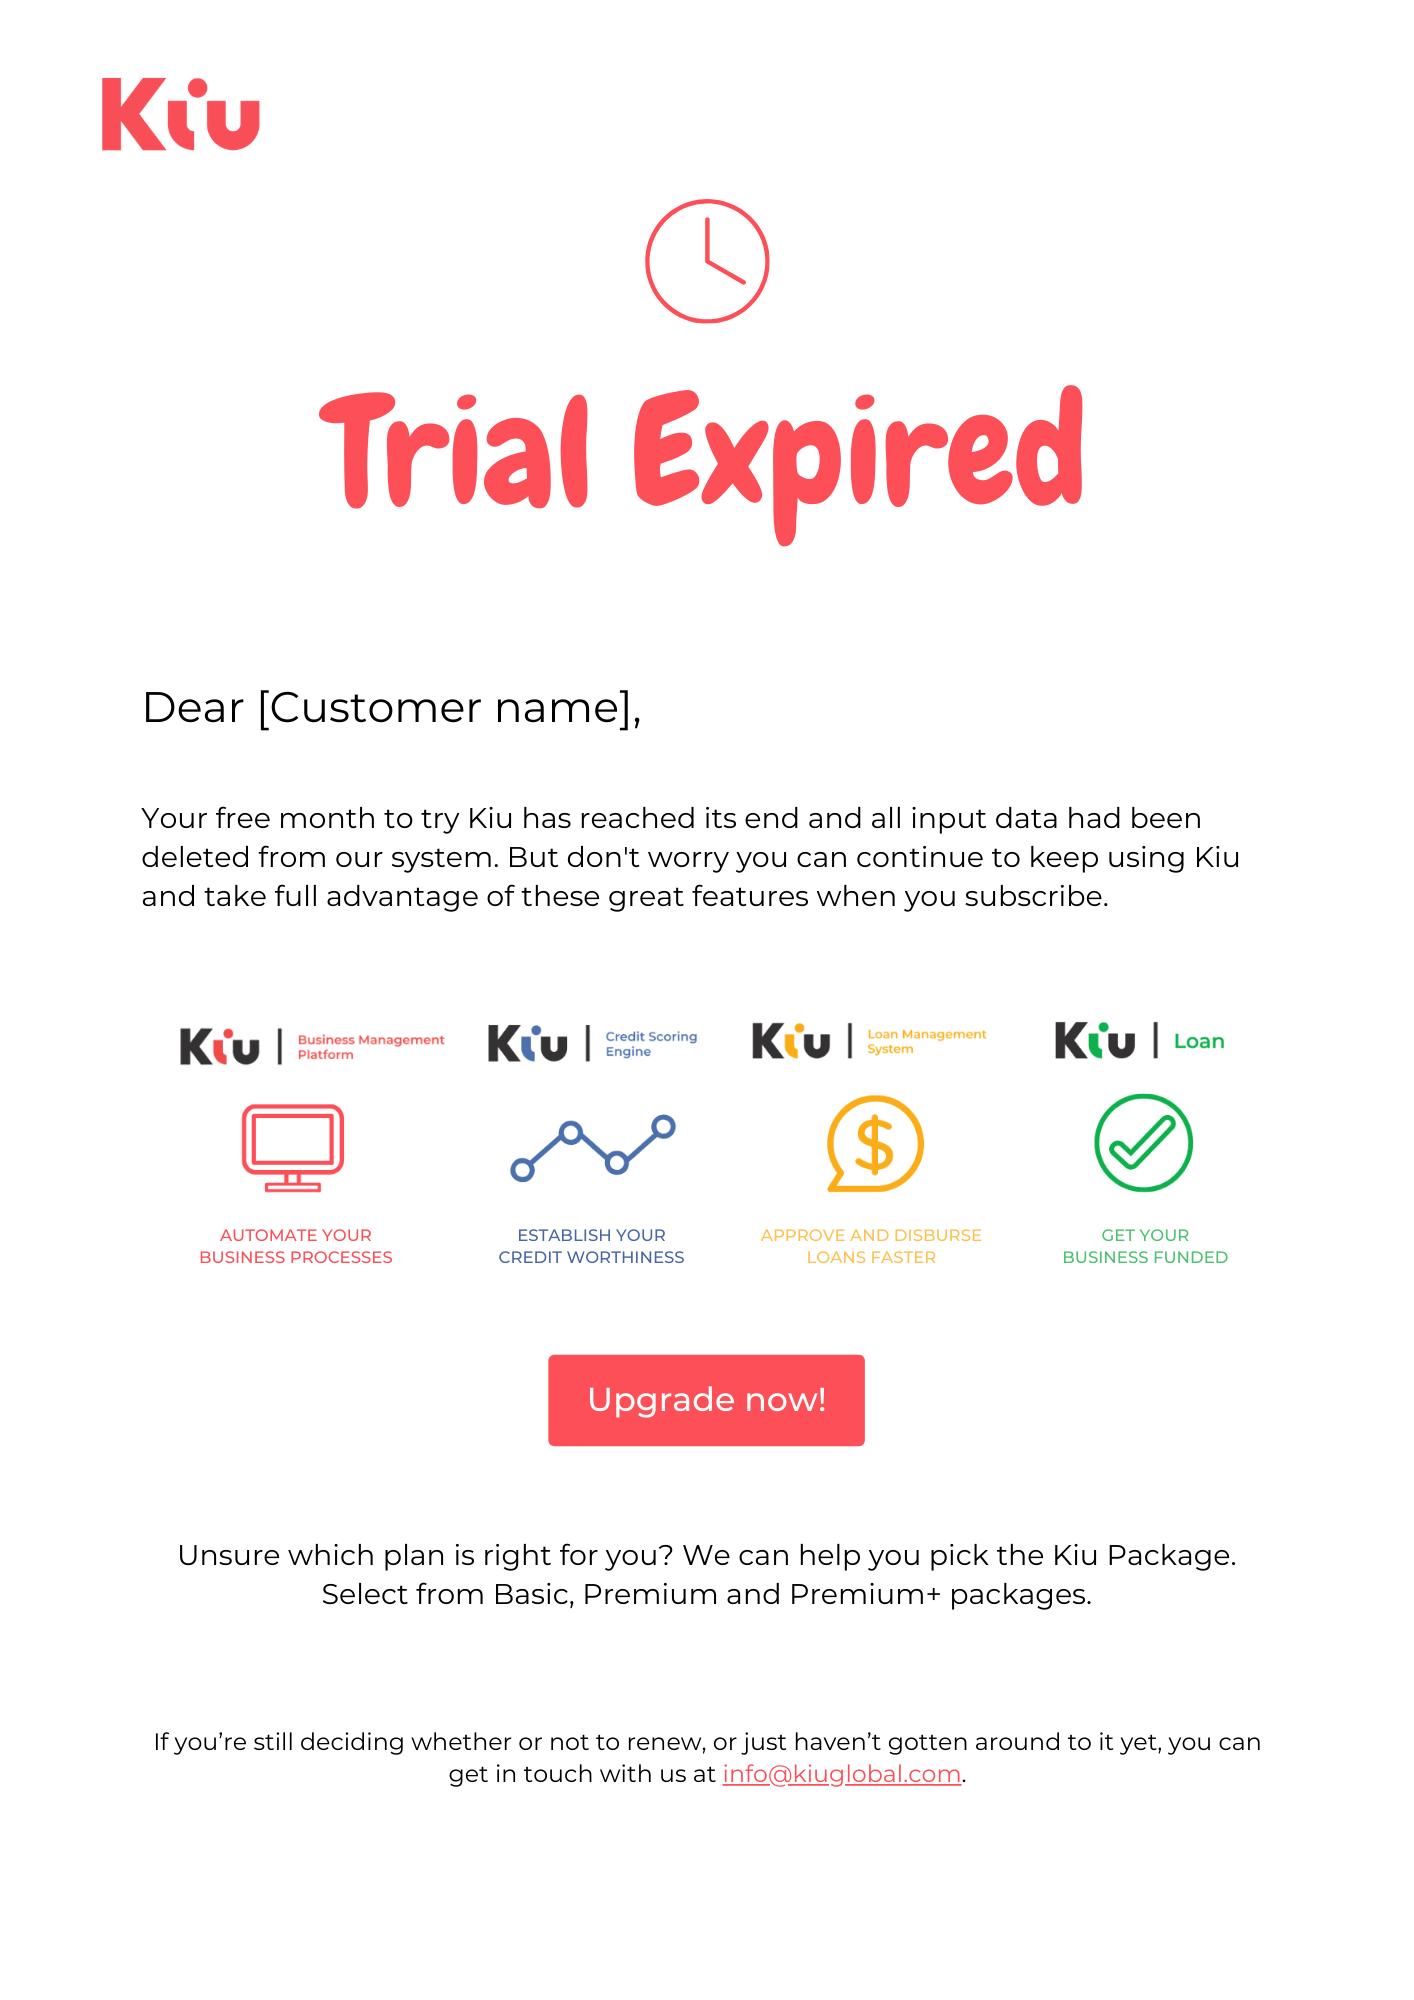 Kiu
Trial Expired
Dear [Customer name],
Your free month to try Kiu has reached its end and all input data had been
deleted from our system. But don't worry you can continue to keep using Kiu
and take full advantage of these great features when you subscribe.
Kiu | Business Management
Platform
Kiu | Credit Scoring
Engine
Kiu | Loan Management
System
Kiu | Loan
AUTOMATE YOUR
BUSINESS PROCESSES
ESTABLISH YOUR
CREDIT WORTHINESS
APPROVE AND DISBURSE
LOANS FASTER
GET YOUR
BUSINESS FUNDED
Upgrade now!
Unsure which plan is right for you? We can help you pick the Kiu Package.
Select from Basic, Premium and Premium+ packages.
If you’re still deciding whether or not to renew, or just haven’t gotten around to it yet, you can
get in touch with us at info@kiuglobal.com.